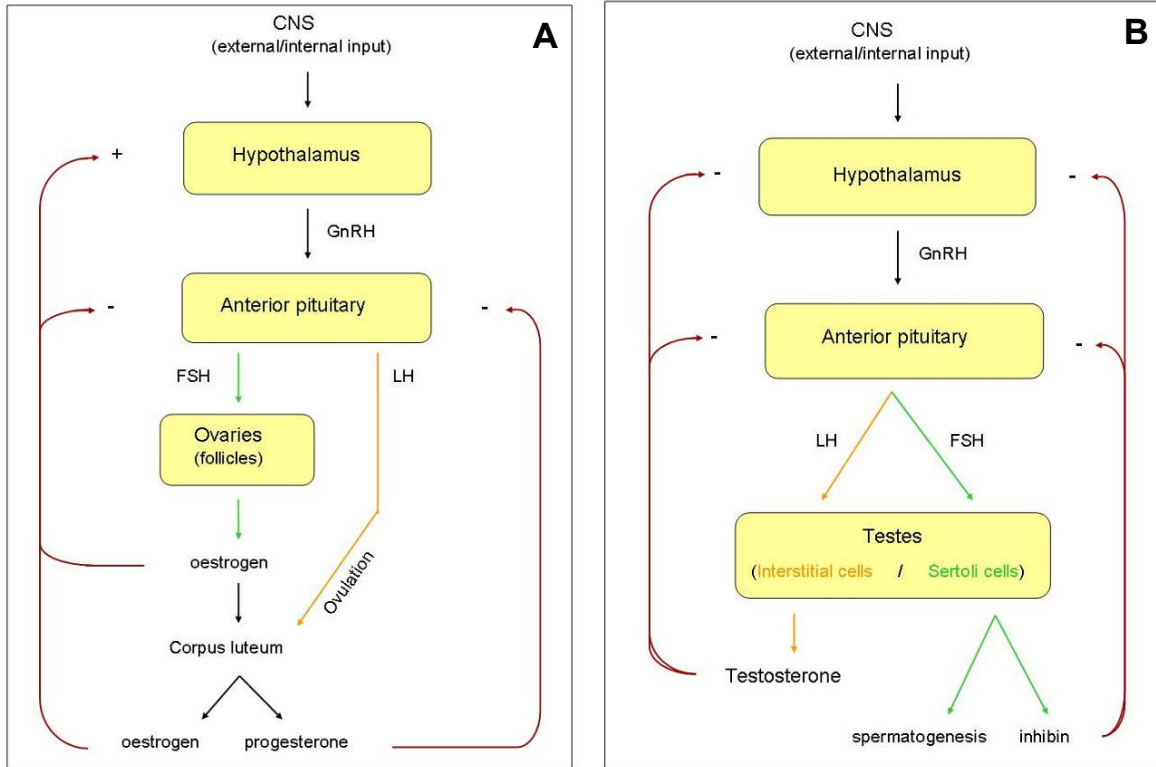 A
CNS
(external/internal input)
+
Hypothalamus
GnRH
-
Anterior pituitary
-
FSH
LH
Ovaries
(follicles)
oestrogen
Ovulation
Corpus luteum
oestrogen
progesterone
B
CNS
(external/internal input)
-
Hypothalamus
-
GnRH
-
Anterior pituitary
-
LH
FSH
Testes
(Interstitial cells / Sertoli cells)
Testosterone
spermatogenesis
inhibin